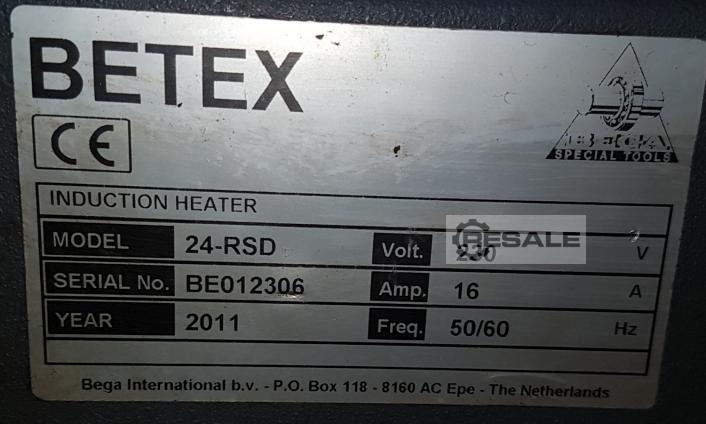 BETEX
CE
BEGA
SPECIAL TOOLS
INDUCTION HEATER
MODEL 24-RSD Volt. 230 V
RESALE
SERIAL No. BE012306 Amp. 16 A
YEAR 2011 Freq. 50/60 Hz
Bega International b.v. - P.O. Box 118 - 8160 AC Epe - The Netherlands